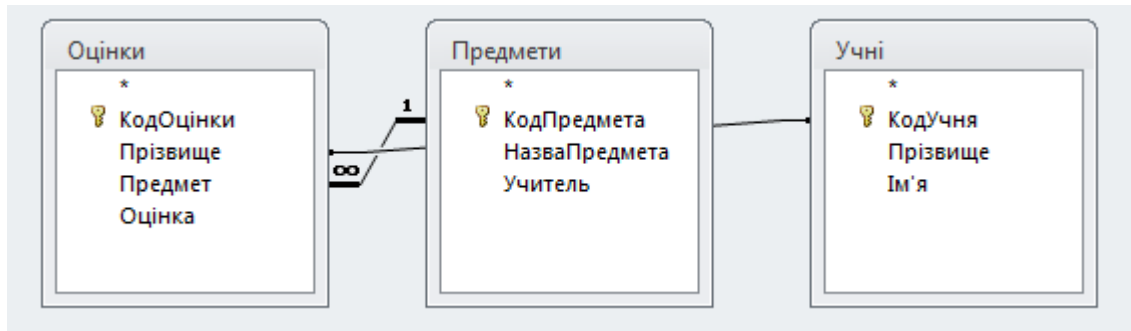 Оцінки
*
КодОцінки
Прізвище
Предмет
Оцінка
1
∞
Предмети
*
КодПредмета
НазваПредмета
Учитель
Учні
*
КодУчня
Прізвище
Ім'я